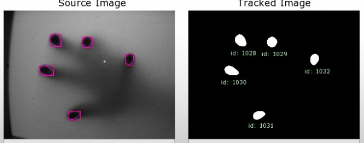 Source Image
Tracked Image
id: 1028
id: 1029
id: 1032
id: 1030
id: 1031